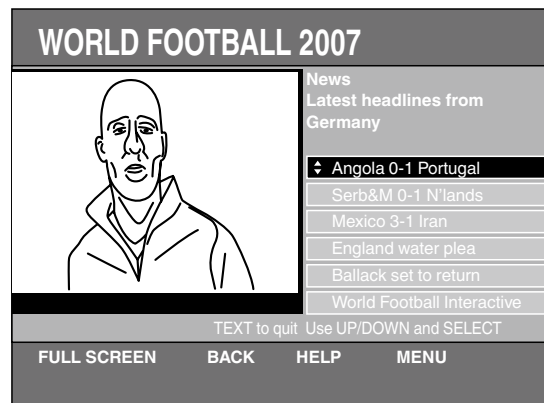 WORLD FOOTBALL 2007
News
Latest headlines from
Germany
Angola 0-1 Portugal
Serb&M 0-1 N'lands
Mexico 3-1 Iran
England water plea
Ballack set to return
World Football Interactive
TEXT to quit Use UP/DOWN and SELECT
FULL SCREEN BACK HELP MENU